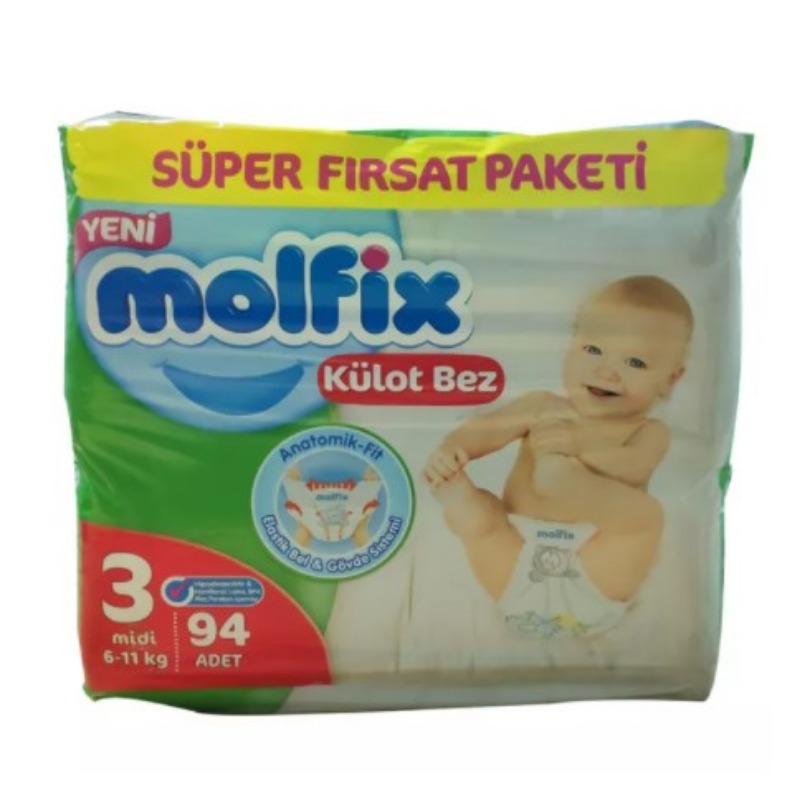 SÜPER FIRSAT PAKETİ
YENİ
molfix
Külot Bez
Anatomik-Fit
molfix
Elastik Bel & Gövde Sistemi
molfix
3
midi
6-11 kg
94
ADET